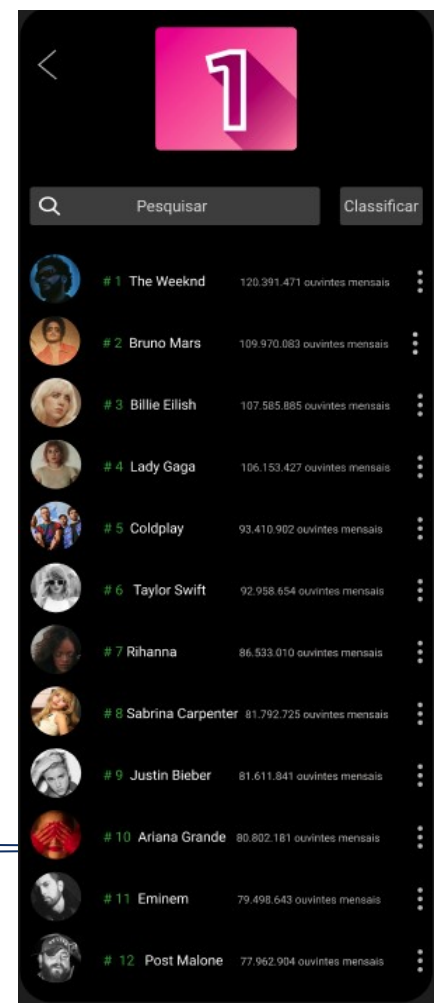 1
Pesquisar Classificar
# 1 The Weeknd 120.391.471 ouvintes mensais
# 2 Bruno Mars 109.970.083 ouvintes mensais
# 3 Billie Eilish 107.585.885 ouvintes mensais
# 4 Lady Gaga 106.153.427 ouvintes mensais
# 5 Coldplay 93.410.902 ouvintes mensais
# 6 Taylor Swift 92.958.654 ouvintes mensais
# 7 Rihanna 86.533.010 ouvintes mensais
# 8 Sabrina Carpenter 81.792.725 ouvintes mensais
# 9 Justin Bieber 81.611.841 ouvintes mensais
# 10 Ariana Grande 80.802.181 ouvintes mensais
# 11 Eminem 79.498.643 ouvintes mensais
# 12 Post Malone 77.962.904 ouvintes mensais